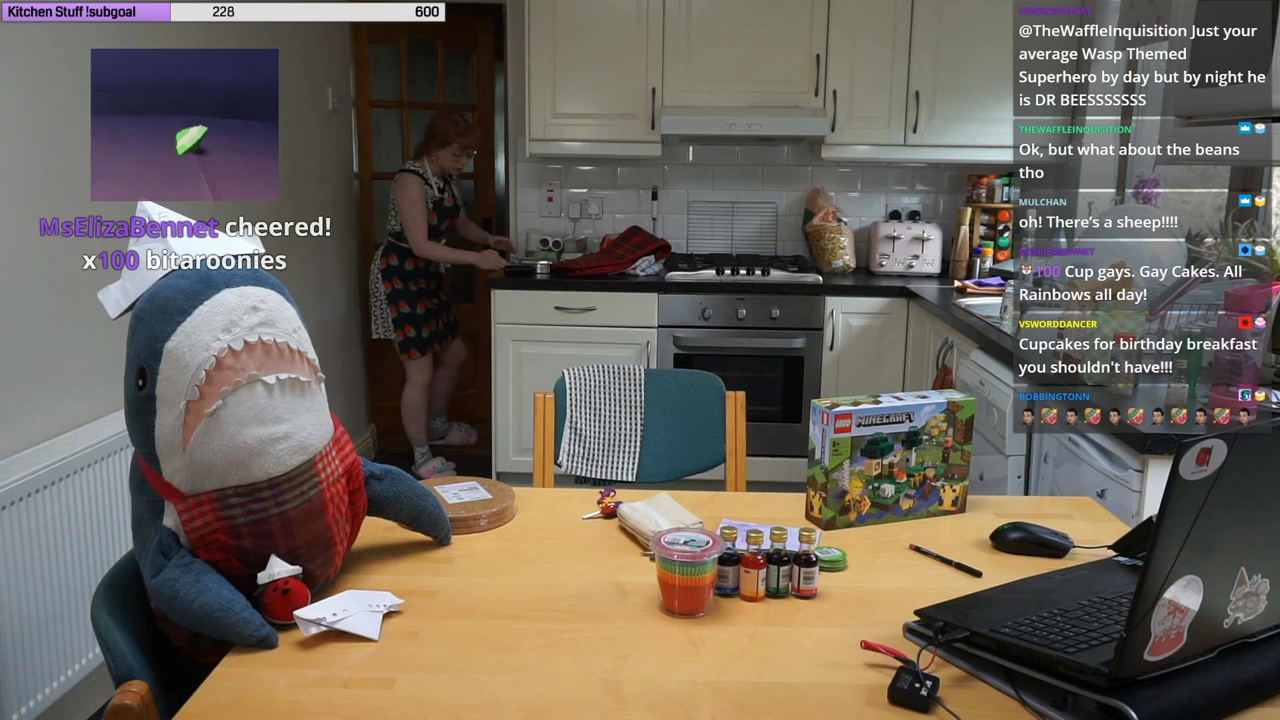 Kitchen Stuff !subgoal 228 600
MsElizaBennet cheered!
x100 bitaroonies
@TheWaffleInquisition Just your
average Wasp Themed
Superhero by day but by night he
is DR BEESSSSSSS
THEWAFFLEINQUISITION
Ok, but what about the beans
tho
MULCHAN
oh! There's a sheep!!!!
MSELIZABENNET
100 Cup gays. Gay Cakes. All
Rainbows all day!
VSWORDDANCER
Cupcakes for birthday breakfast
you shouldn't have!!!
BOBBINGTONN
LEGO MINECRAFT